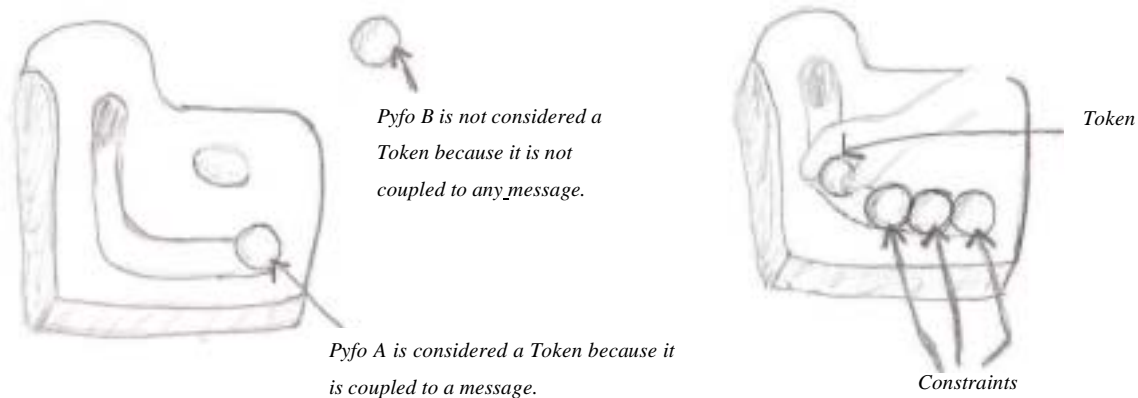 Pyfo B is not considered a
Token because it is not
coupled to any message.
Token
Pyfo A is considered a Token because it
is coupled to a message.
Constraints